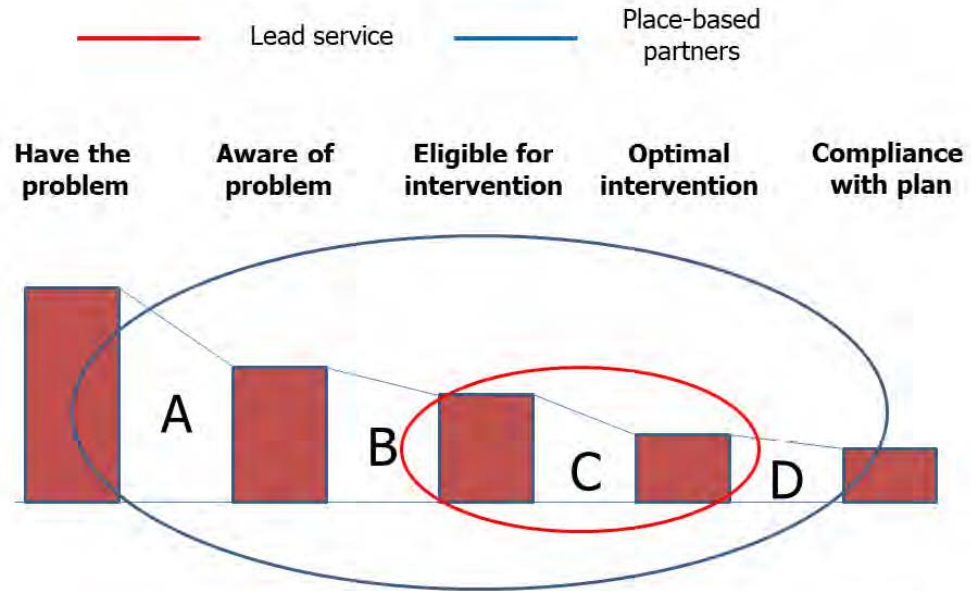 Lead service
Place-based
partners
Have the
problem
Aware of
problem
Eligible for
intervention
Optimal
intervention
Compliance
with plan
A
B
C
D